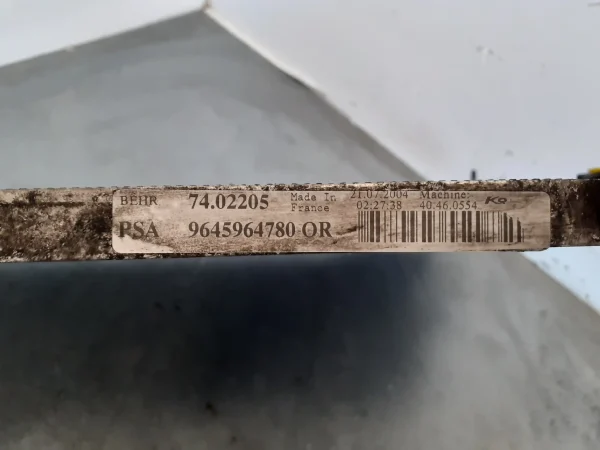 BEHR 74.02205 Made In 21.07.2004 Machine:
France 02:27:38 40.46.0554
PSA 9645964780 OR